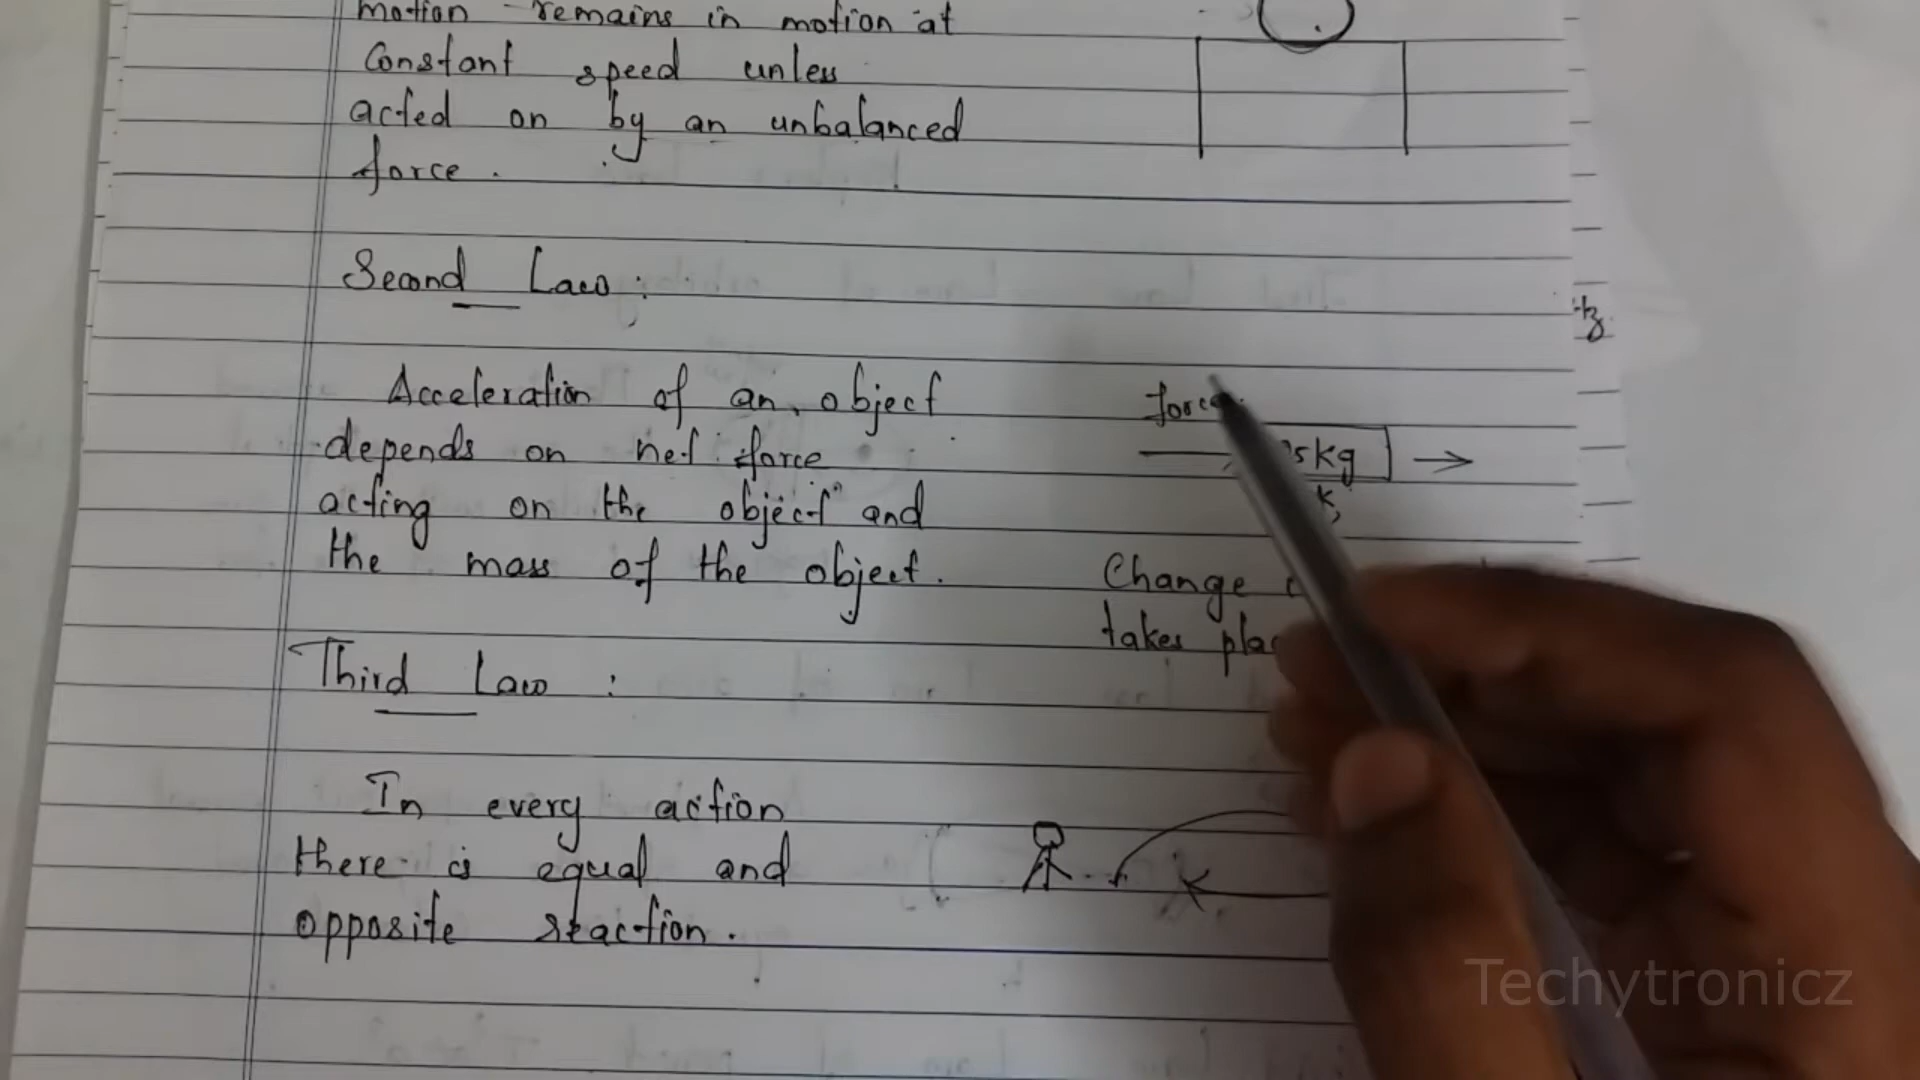 motion remains in motion at
Constant speed unless
acted on by an unbalanced
force.
Second Law:
Acceleration of an object
depends on net force
acting on the object and
the mass of the object.
force
5kg
Change
takes
Third Law:
In every action
there is equal and
opposite reaction.
Techytronicz